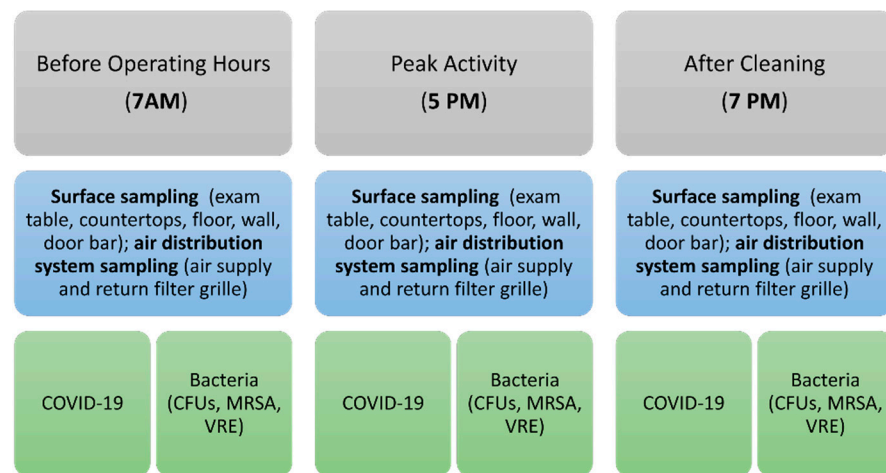 Before Operating Hours
(7AM)
Peak Activity
(5 PM)
After Cleaning
(7 PM)
Surface sampling (exam
table, countertops, floor, wall,
door bar); air distribution
system sampling (air supply
and return filter grille)
Surface sampling (exam
table, countertops, floor, wall,
door bar); air distribution
system sampling (air supply
and return filter grille)
Surface sampling (exam
table, countertops, floor, wall,
door bar); air distribution
system sampling (air supply
and return filter grille)
COVID-19
Bacteria
(CFUs, MRSA,
VRE)
COVID-19
Bacteria
(CFUs, MRSA,
VRE)
COVID-19
Bacteria
(CFUs, MRSA,
VRE)